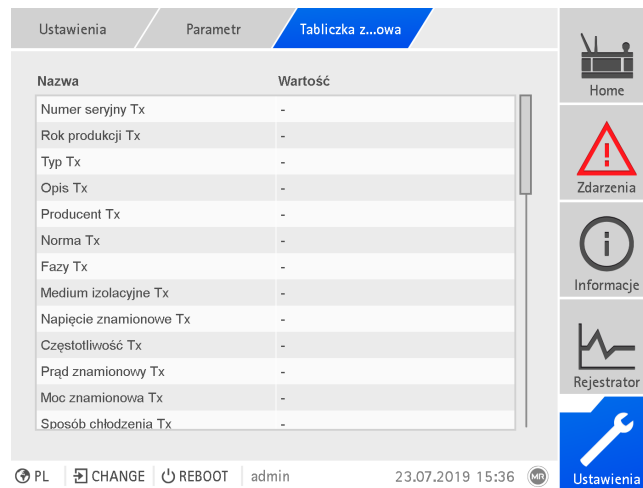 Ustawienia Parametr Tabliczka z...owa
Nazwa Wartość
Numer seryjny Tx -
Rok produkcji Tx -
Typ Tx -
Opis Tx -
Producent Tx -
Norma Tx -
Fazy Tx -
Medium izolacyjne Tx -
Napięcie znamionowe Tx -
Częstotliwość Tx -
Prąd znamionowy Tx -
Moc znamionowa Tx -
Sposób chłodzenia Tx -
Home
Zdarzenia
Informacje
Rejestrator
Ustawienia
PL CHANGE REBOOT admin 23.07.2019 15:36 MR